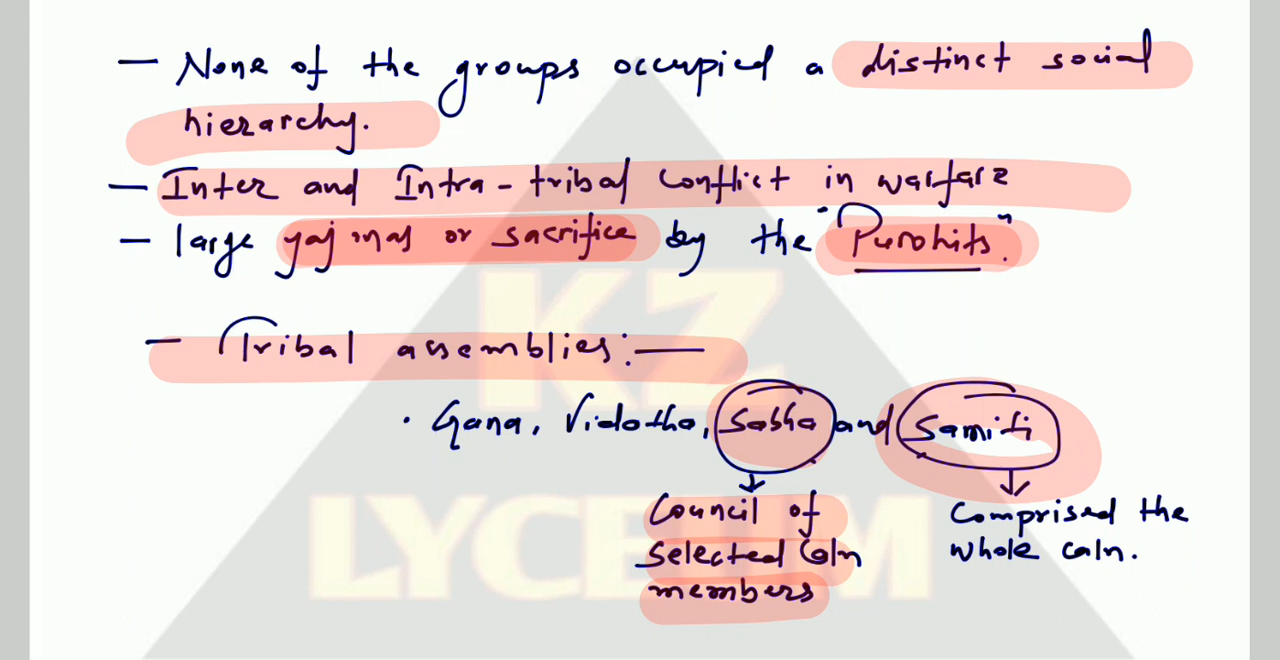 — None of the groups occupied a distinct social
hierarchy.
— Inter and Intra-tribal conflict in warfare
— large yajnas or sacrifice by the "Purohits".
— Tribal assemblies:—
• Gana, Vidatha, Sabha and Samiti
Council of
selected caln
members
Comprised the
whole caln.
KZ
LYCEUM